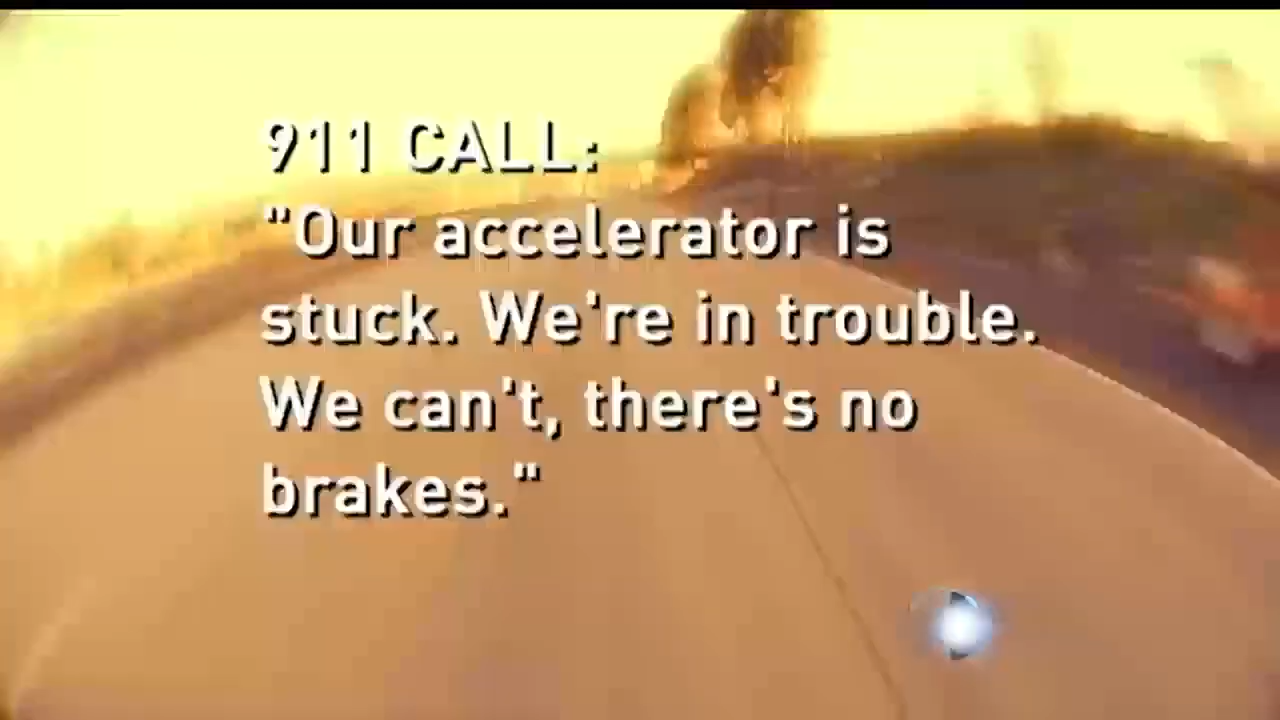 911 CALL:
"Our accelerator is
stuck. We're in trouble.
We can't, there's no
brakes."